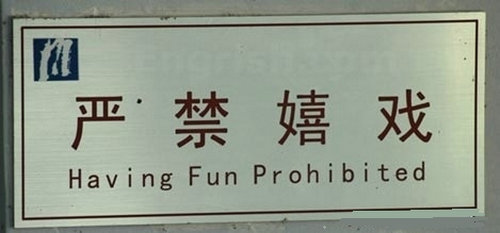 严禁嬉戏
Having Fun Prohibited